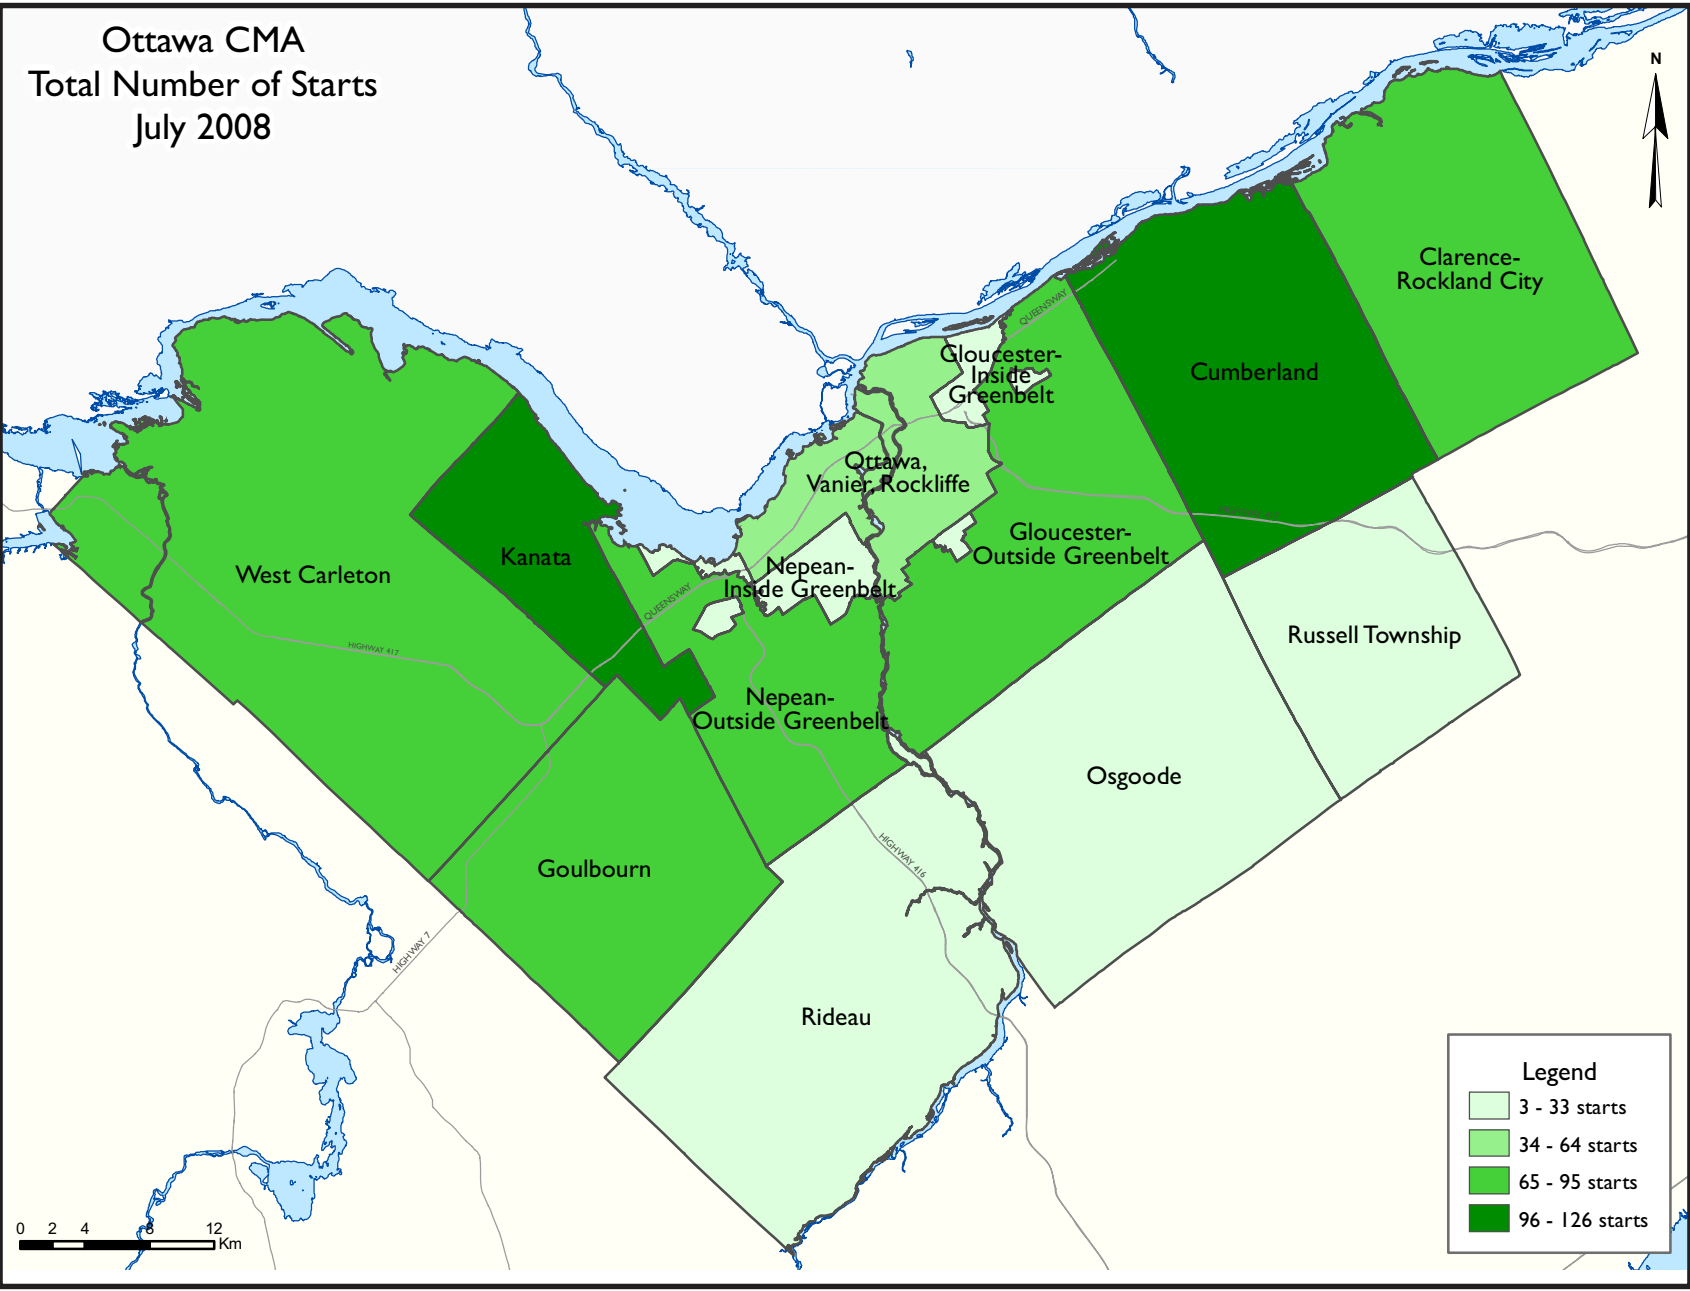 Ottawa CMA
Total Number of Starts
July 2008
N
Clarence-
Rockland City
QUEENSWAY
Gloucester-
Inside
Greenbelt
Cumberland
Ottawa,
Vanier, Rockliffe
Gloucester-
Outside Greenbelt
Kanata
West Carleton
Nepean-
Inside Greenbelt
QUEENSWAY
HIGHWAY 417
Russell Township
Nepean-
Outside Greenbelt
Osgoode
Goulbourn
HIGHWAY 416
HIGHWAY 7
Rideau
Legend
3 - 33 starts
34 - 64 starts
65 - 95 starts
96 - 126 starts
0 2 4 8 12
Km